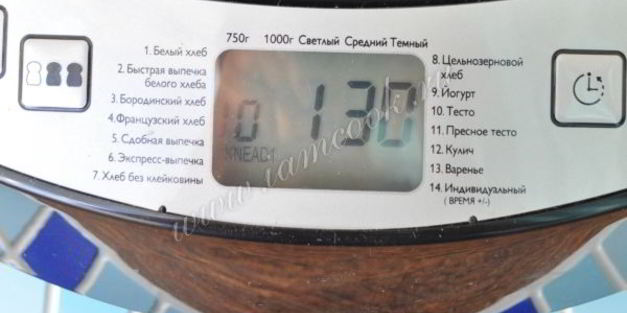 750г 1000г Светлый Средний Темный
1. Белый хлеб
2. Быстрая выпечка
белого хлеба
3. Бородинский хлеб
4. Французский хлеб
5. Сдобная выпечка
6. Экспресс-выпечка
7. Хлеб без клейковины
1:30
KNEAD1
8. Цельнозерновой
хлеб
9. Йогурт
10. Тесто
11. Пресное тесто
12. Кулич
13. Варенье
14. Индивидуальный
(ВРЕМЯ +/-)
www.iamcook.ru